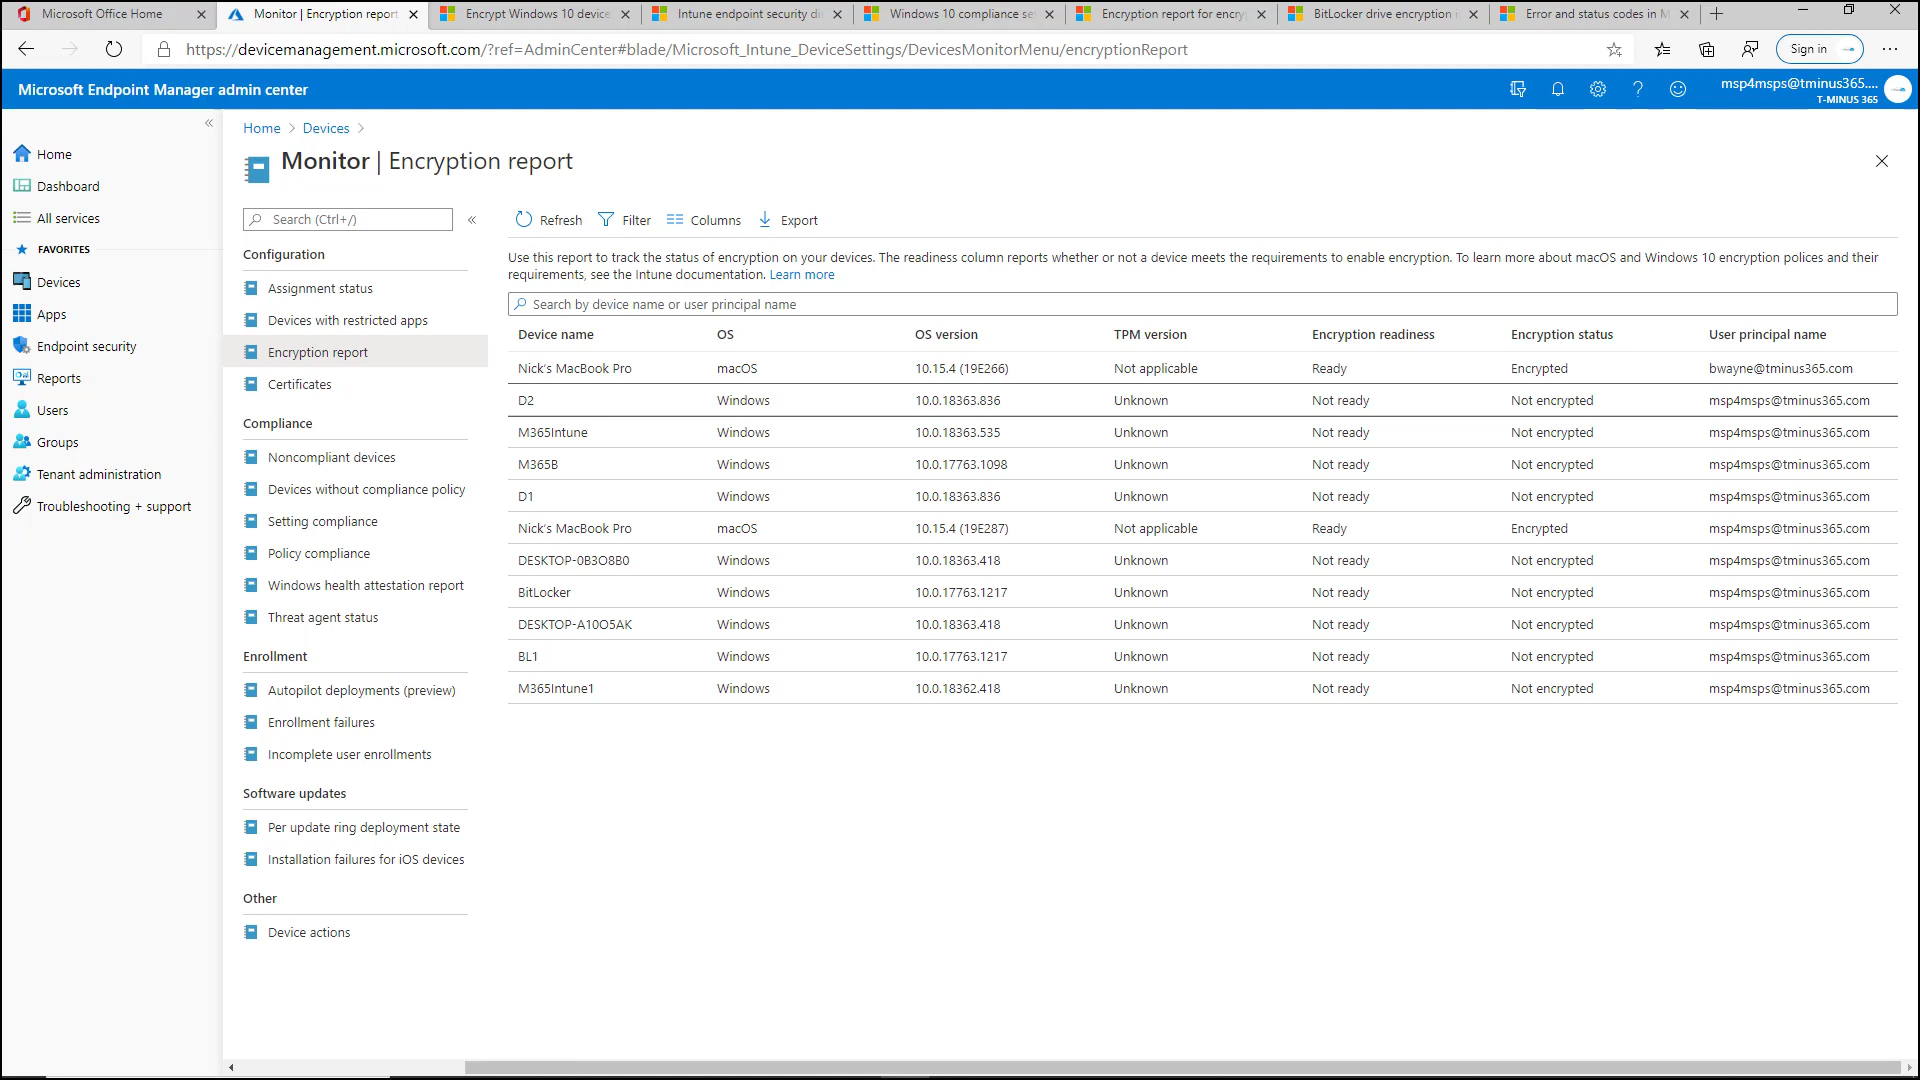 Microsoft Office Home
Monitor | Encryption report
Encrypt Windows 10 device
Intune endpoint security di
Windows 10 compliance se
Encryption report for encry
BitLocker drive encryption i
Error and status codes in M
https://devicemanagement.microsoft.com/?ref=AdminCenter#blade/Microsoft_Intune_DeviceSettings/DevicesMonitorMenu/encryptionReport
Sign in
Microsoft Endpoint Manager admin center
msp4msps@tminus365....
T-MINUS 365
Home
Dashboard
All services
FAVORITES
Devices
Apps
Endpoint security
Reports
Users
Groups
Tenant administration
Troubleshooting + support
Home > Devices >
Monitor | Encryption report
Search (Ctrl+/)
Configuration
Assignment status
Devices with restricted apps
Encryption report
Certificates
Compliance
Noncompliant devices
Devices without compliance policy
Setting compliance
Policy compliance
Windows health attestation report
Threat agent status
Enrollment
Autopilot deployments (preview)
Enrollment failures
Incomplete user enrollments
Software updates
Per update ring deployment state
Installation failures for iOS devices
Other
Device actions
Refresh Filter Columns Export
Use this report to track the status of encryption on your devices. The readiness column reports whether or not a device meets the requirements to enable encryption. To learn more about macOS and Windows 10 encryption polices and their
requirements, see the Intune documentation. Learn more
Search by device name or user principal name
Device name OS OS version TPM version Encryption readiness Encryption status User principal name
Nick's MacBook Pro macOS 10.15.4 (19E266) Not applicable Ready Encrypted bwayne@tminus365.com
D2 Windows 10.0.18363.836 Unknown Not ready Not encrypted msp4msps@tminus365.com
M365Intune Windows 10.0.18363.535 Unknown Not ready Not encrypted msp4msps@tminus365.com
M365B Windows 10.0.17763.1098 Unknown Not ready Not encrypted msp4msps@tminus365.com
D1 Windows 10.0.18363.836 Unknown Not ready Not encrypted msp4msps@tminus365.com
Nick's MacBook Pro macOS 10.15.4 (19E287) Not applicable Ready Encrypted msp4msps@tminus365.com
DESKTOP-0B3O8B0 Windows 10.0.18363.418 Unknown Not ready Not encrypted msp4msps@tminus365.com
BitLocker Windows 10.0.17763.1217 Unknown Not ready Not encrypted msp4msps@tminus365.com
DESKTOP-A10O5AK Windows 10.0.18363.418 Unknown Not ready Not encrypted msp4msps@tminus365.com
BL1 Windows 10.0.17763.1217 Unknown Not ready Not encrypted msp4msps@tminus365.com
M365Intune1 Windows 10.0.18362.418 Unknown Not ready Not encrypted msp4msps@tminus365.com